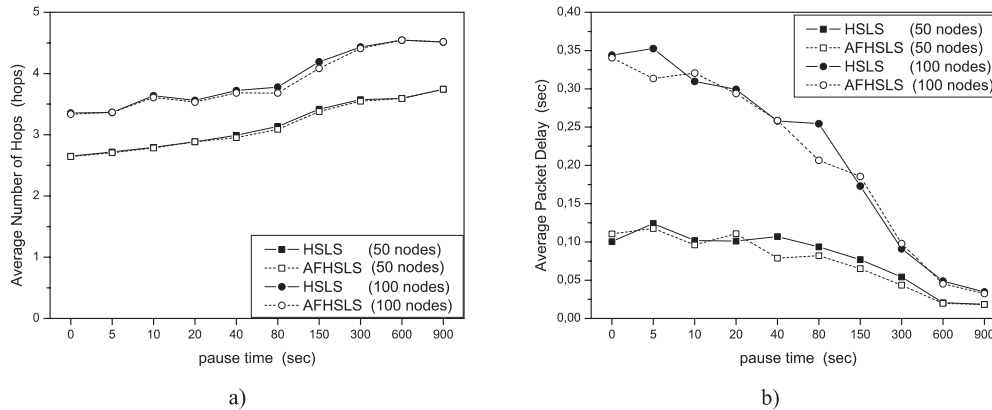 Average Number of Hops (hops)
5
4
3
2
1
0
HSLS (50 nodes)
AFHSLS (50 nodes)
HSLS (100 nodes)
AFHSLS (100 nodes)
0 5 10 20 40 80 150 300 600 900
pause time (sec)
a)
Average Packet Delay (sec)
0,40
0,35
0,30
0,25
0,20
0,15
0,10
0,05
0,00
HSLS (50 nodes)
AFHSLS (50 nodes)
HSLS (100 nodes)
AFHSLS (100 nodes)
0 5 10 20 40 80 150 300 600 900
pause time (sec)
b)